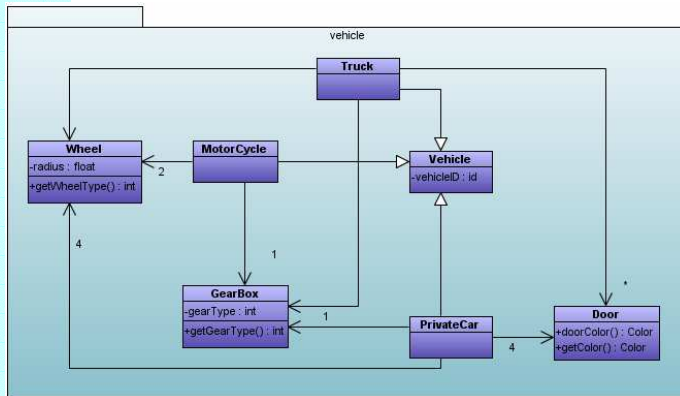 vehicle
Truck
Wheel
-radius : float
+getWheelType() : int
MotorCycle
2
Vehicle
-vehicleID : id
4
1
GearBox
-gearType : int
+getGearType() : int
1
PrivateCar
4
*
Door
+doorColor() : Color
+getColor() : Color